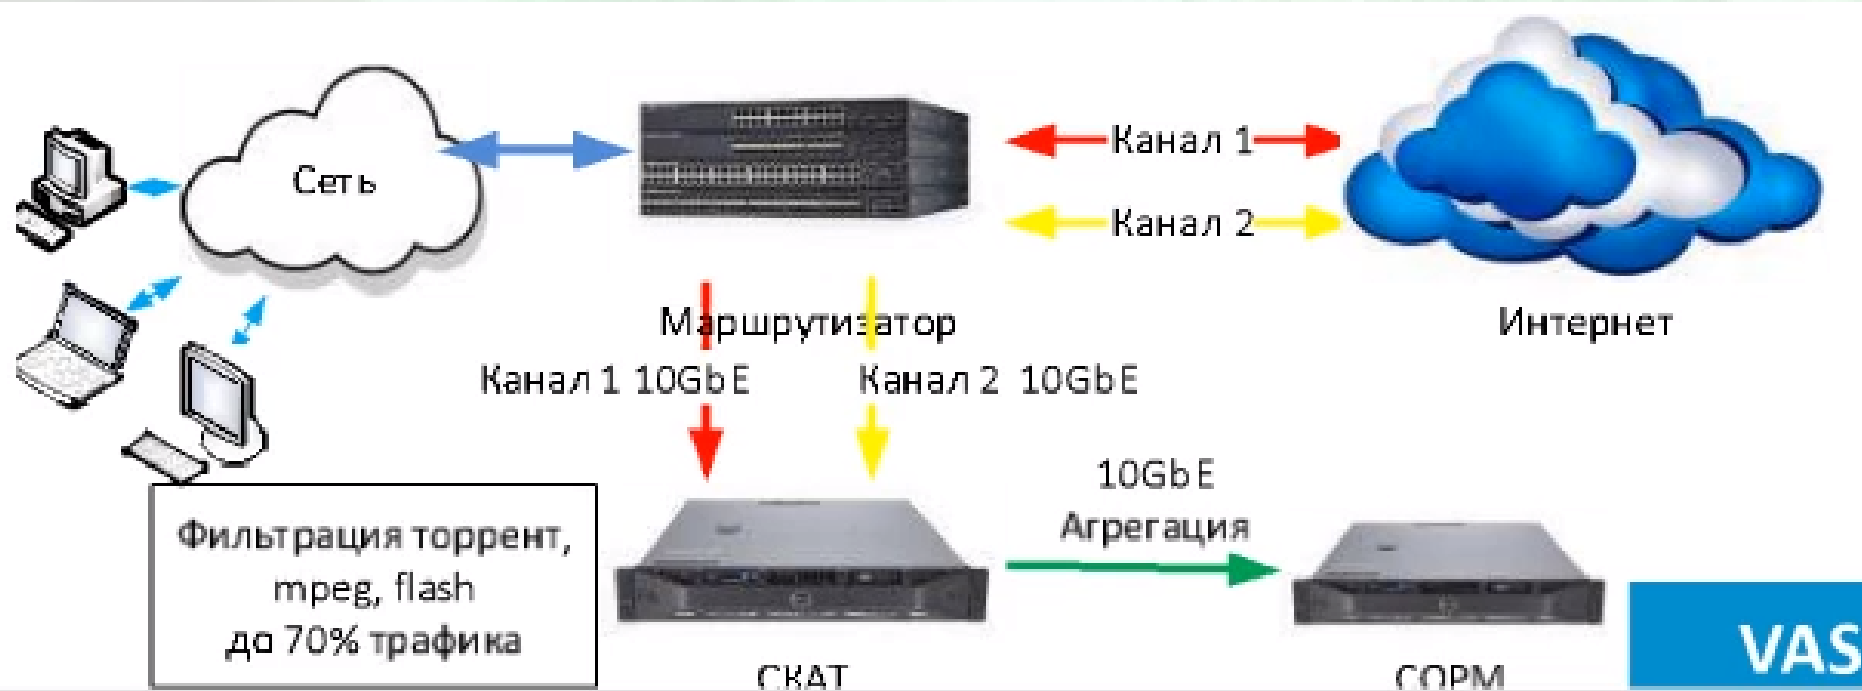 Сеть
Канал 1
Канал 2
Маршрутизатор
Интернет
Канал 1 10GbE
Канал 2 10GbE
10GbE
Агрегация
Фильтрация торрент,
mpeg, flash
до 70% трафика
СКАТ
СОРМ
VAS